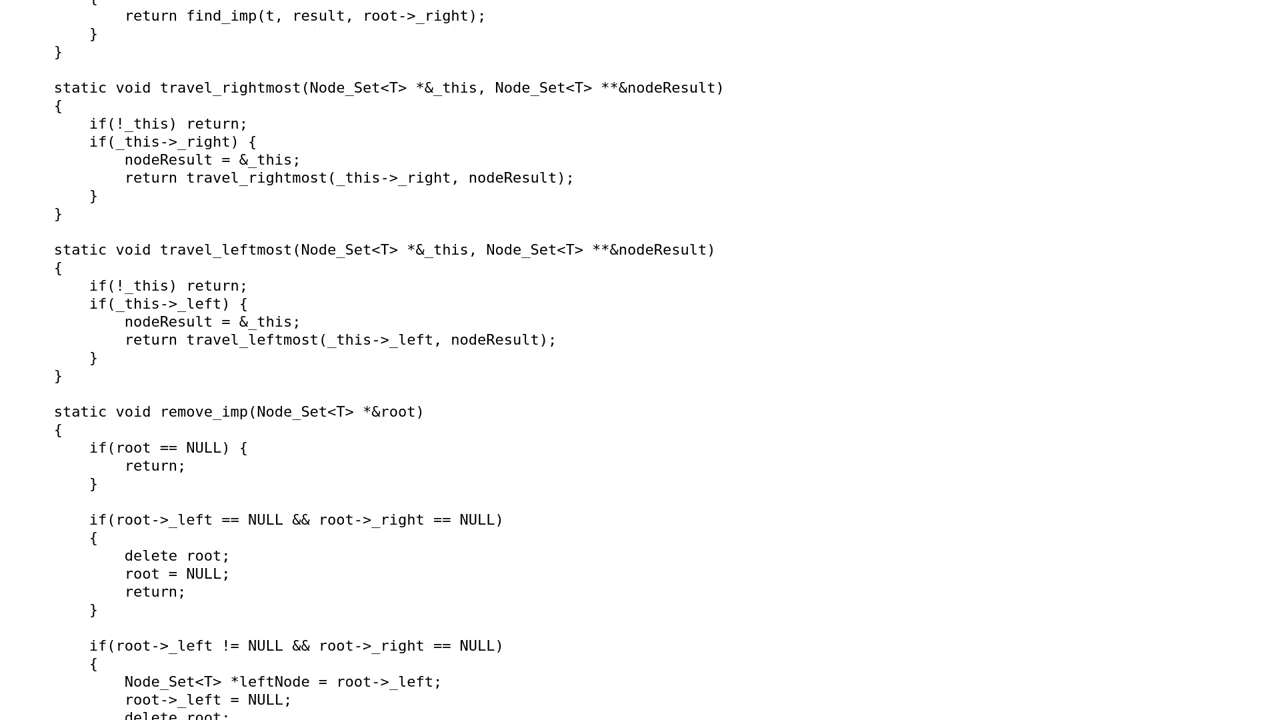 {
        return find_imp(t, result, root->_right);
    }
}

static void travel_rightmost(Node_Set<T> *&_this, Node_Set<T> **&nodeResult)
{
    if(!_this) return;
    if(_this->_right) {
        nodeResult = &_this;
        return travel_rightmost(_this->_right, nodeResult);
    }
}

static void travel_leftmost(Node_Set<T> *&_this, Node_Set<T> **&nodeResult)
{
    if(!_this) return;
    if(_this->_left) {
        nodeResult = &_this;
        return travel_leftmost(_this->_left, nodeResult);
    }
}

static void remove_imp(Node_Set<T> *&root)
{
    if(root == NULL) {
        return;
    }

    if(root->_left == NULL && root->_right == NULL)
    {
        delete root;
        root = NULL;
        return;
    }

    if(root->_left != NULL && root->_right == NULL)
    {
        Node_Set<T> *leftNode = root->_left;
        root->_left = NULL;
        delete root;